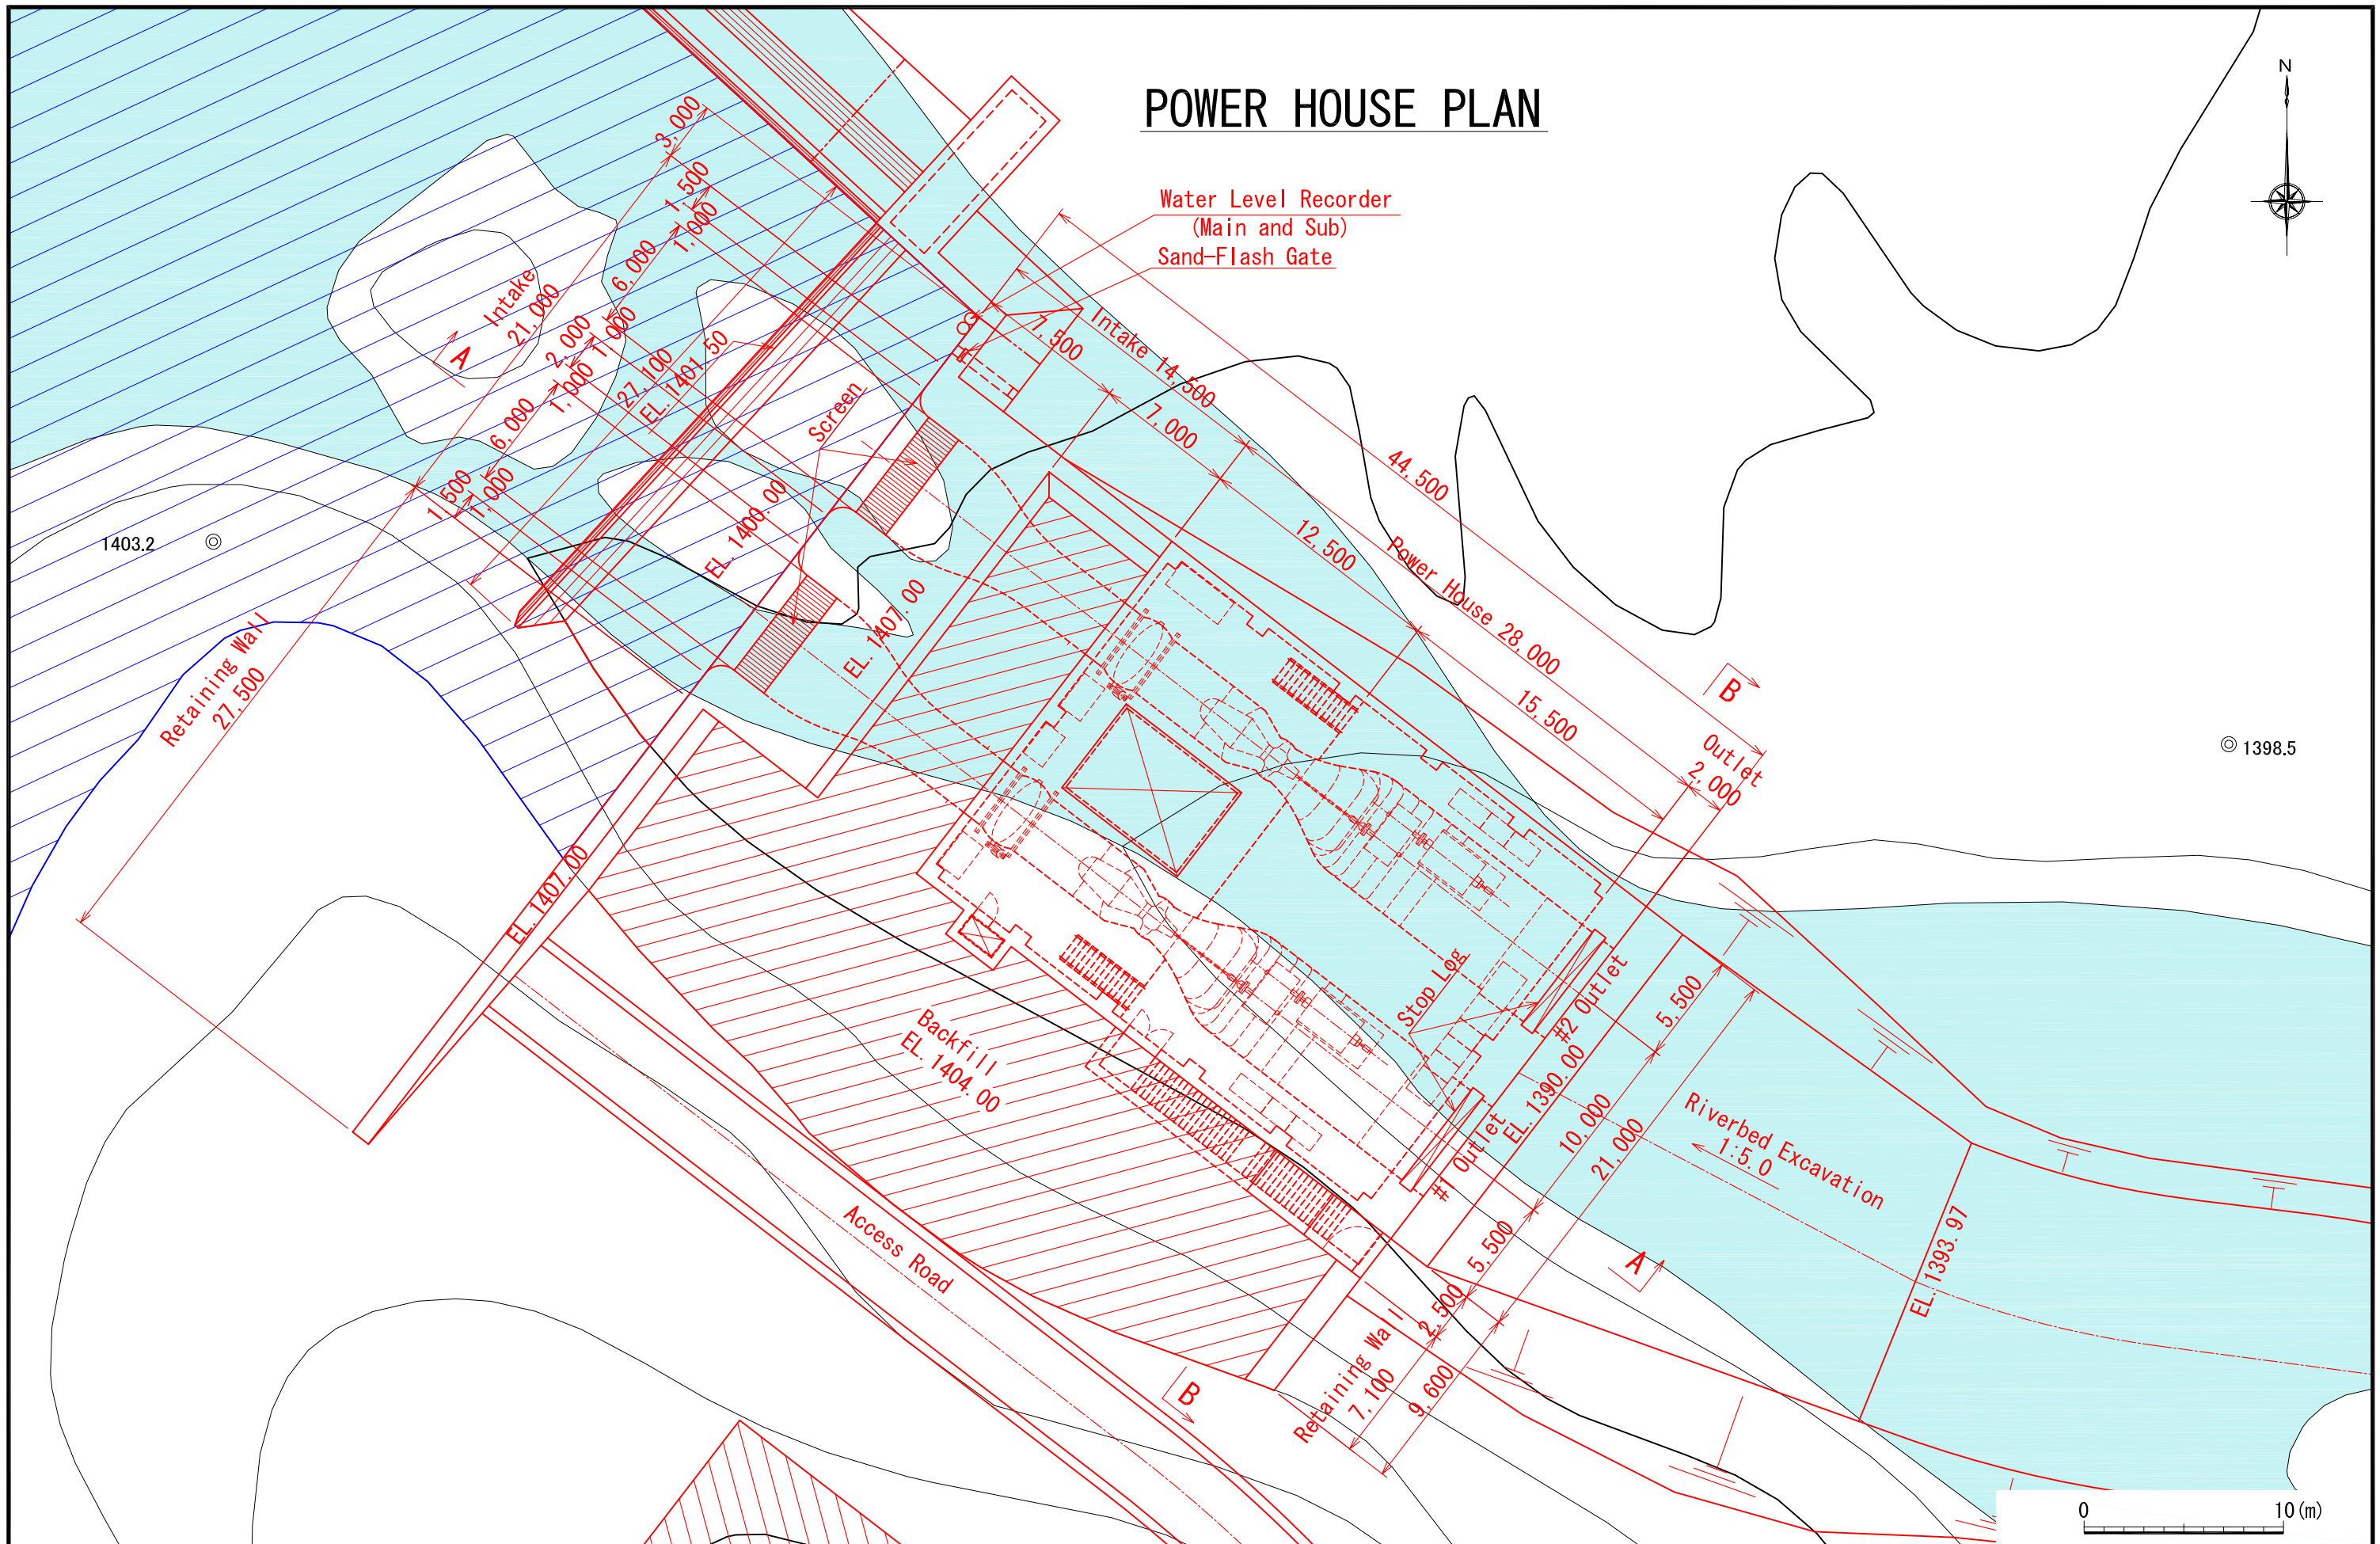 POWER HOUSE PLAN
N
Water Level Recorder
(Main and Sub)
Sand-Flash Gate
3,000
1,500
1,000
6,000
Intake
21,000
1,000
2,000
1,000
27,100
EL.1401.50
6,000
1,500
1,000
A
Screen
7,500
Intake 14,500
7,000
44,500
12,500
Power House 28,000
15,500
B
Outlet
2,000
1403.2
1398.5
EL.1400.00
EL.1407.00
Retaining Wall
27,500
EL.1407.00
Backfill
EL.1404.00
Access Road
Stop Log
#2 Outlet
EL.1390.00
#1 Outlet
5,500
10,000
21,000
5,500
2,500
Retaining Wall
7,100
9,600
Riverbed Excavation
1:5.0
EL.1393.97
A
B
0
10(m)